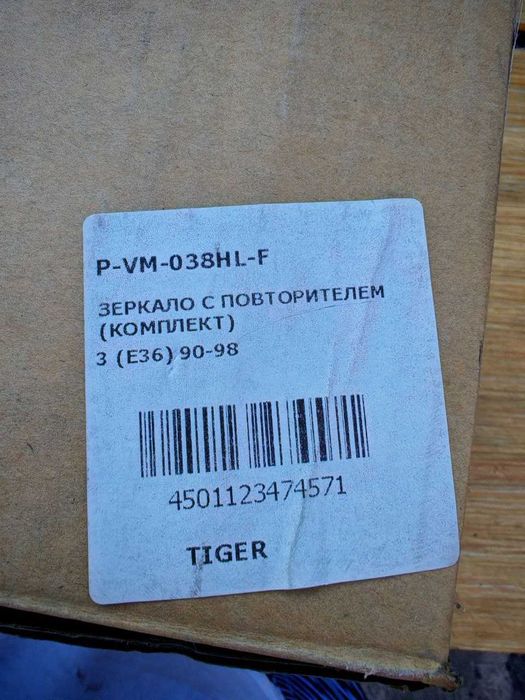 P-VM-038HL-F
ЗЕРКАЛО С ПОВТОРИТЕЛЕМ
(КОМПЛЕКТ)
3 (E36) 90-98
4501123474571
TIGER